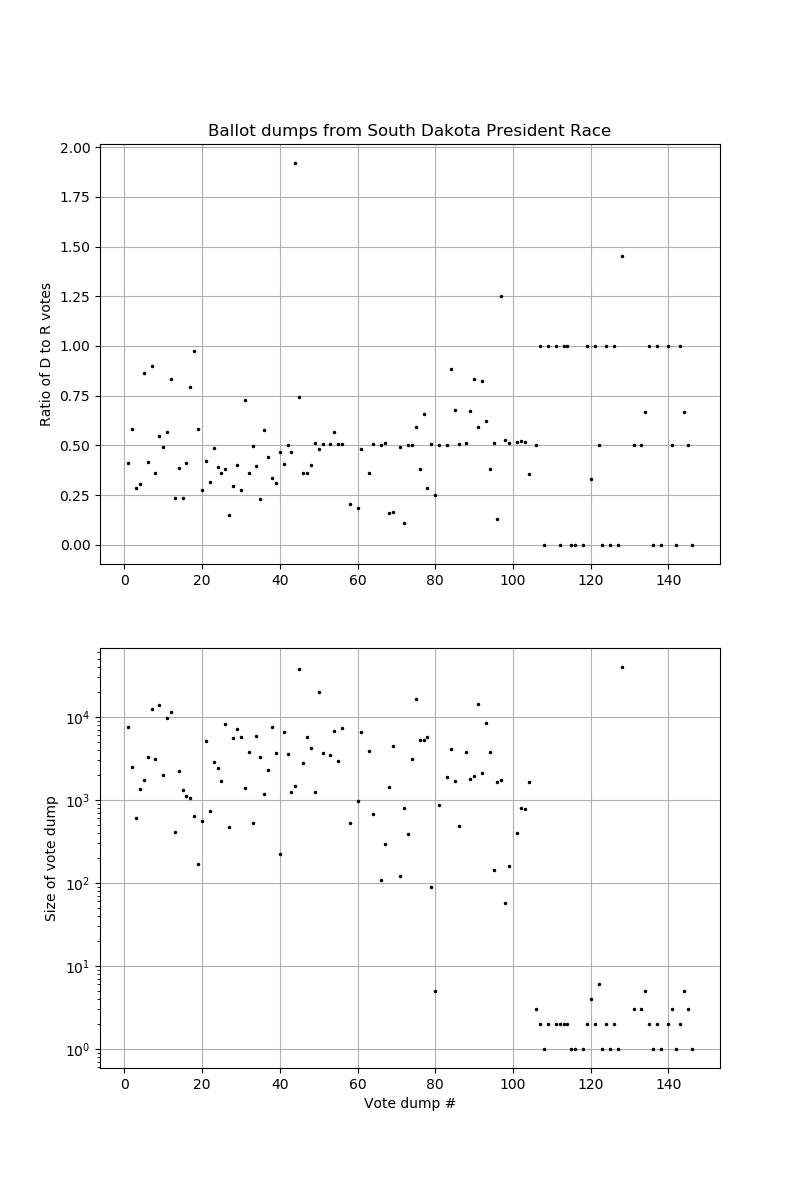 Ballot dumps from South Dakota President Race
2.00
1.75
1.50
1.25
1.00
0.75
0.50
0.25
0.00
Ratio of D to R votes
0 20 40 60 80 100 120 140
10^4
10^3
10^2
10^1
10^0
Size of vote dump
0 20 40 60 80 100 120 140
Vote dump #